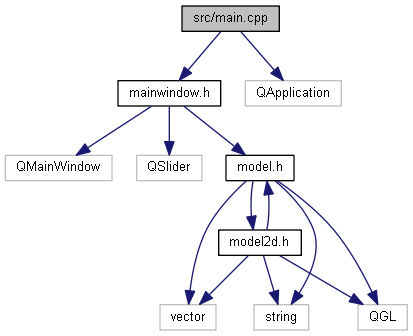 src/main.cpp
mainwindow.h
QApplication
QMainWindow
QSlider
model.h
model2d.h
vector
string
QGL